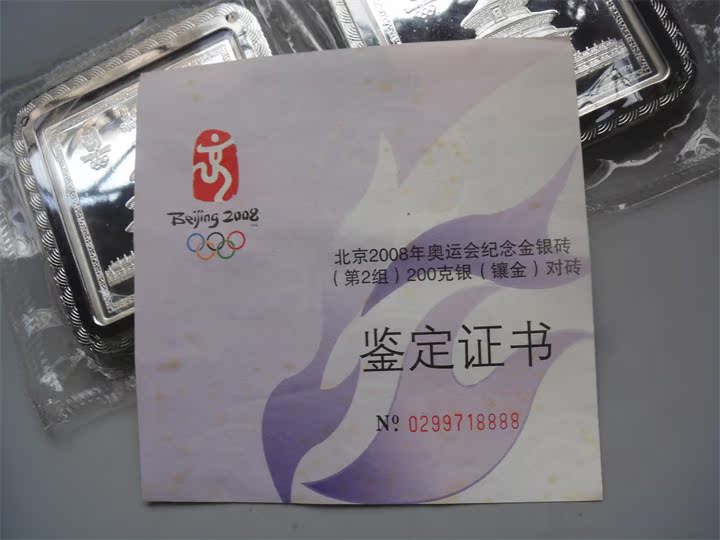 Beijing 2008
北京2008年奥运会纪念金银砖
（第2组）200克银（镶金）对砖
鉴定证书
Nº 0299718888